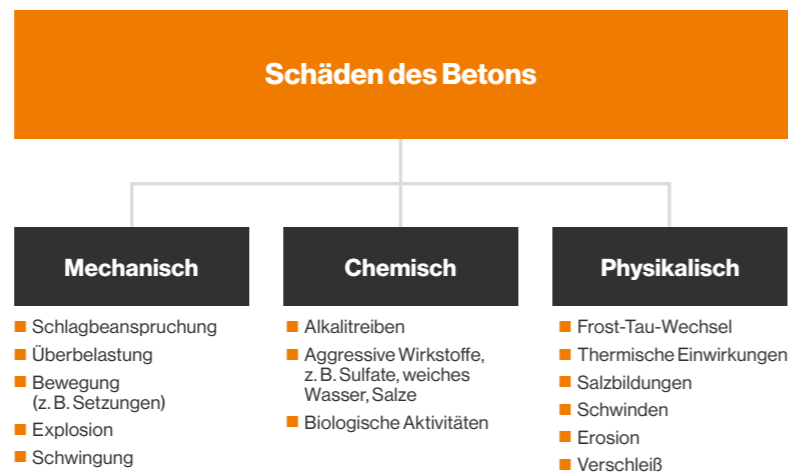 Schäden des Betons
Mechanisch
Schlagbeanspruchung
Überbelastung
Bewegung
(z. B. Setzungen)
Explosion
Schwingung
Chemisch
Alkalitreiben
Aggressive Wirkstoffe,
z. B. Sulfate, weiches
Wasser, Salze
Biologische Aktivitäten
Physikalisch
Frost-Tau-Wechsel
Thermische Einwirkungen
Salzbildungen
Schwinden
Erosion
Verschleiß